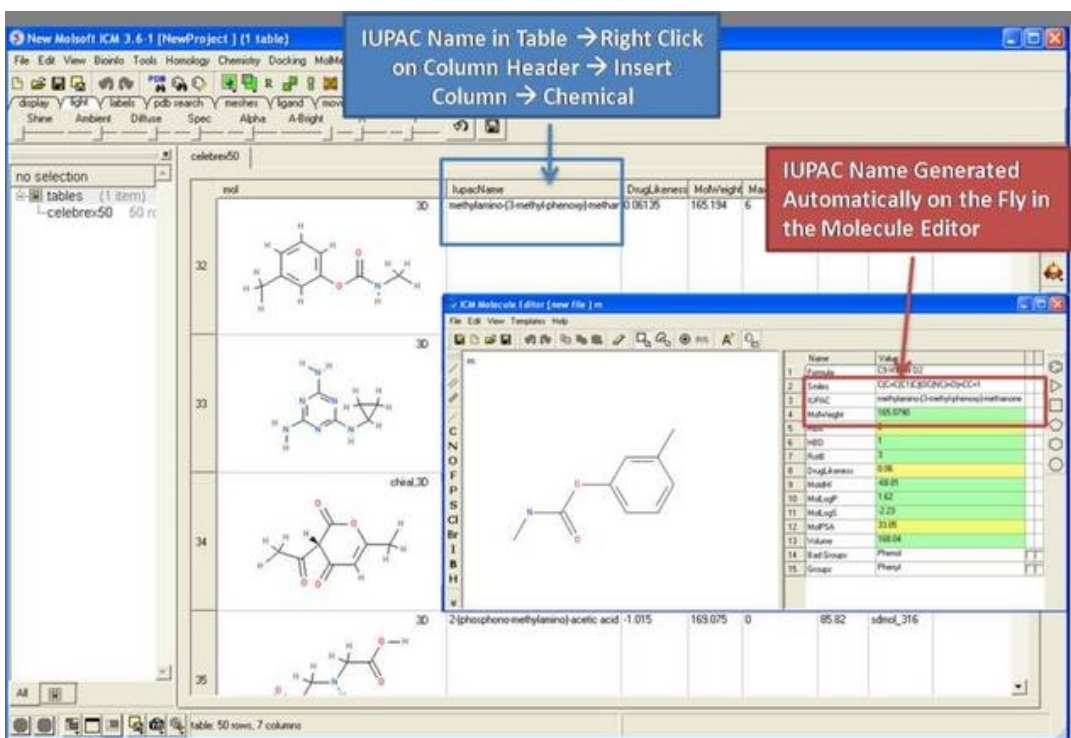 New Molsoft ICM 3.6-1 [NewProject ] (1 table)
IUPAC Name in Table → Right Click
on Column Header → Insert
Column → Chemical
File Edit View Bioinfo Tools Homology Chemistry Docking
display light labels pdb search meshes ligand
Shine Ambient Diffuse Spec Alpha A-Bright
no selection
tables (1 item)
celebrex50
celebrex50
IUPAC Name Generated
Automatically on the Fly in
the Molecule Editor
mol IupacName DrugLikeness MolWeight
3D methylamino-(3-methyl-phenoxy)-methan 0.06135 165.194 6
32
ICM Molecule Editor [new file ] m
File Edit View Templates Help
3D
33
m
Name Value
1 Formula
2 Smiles
3 IUPAC methylamino-(3-methyl-phenoxy)-methanone
4 MolWeight 165.0790
5
6 HBD 1
7 RotB 3
8 DrugLikeness 0.06
9
10 MolLogP 1.62
11 MolLogS -2.23
12 MolPSA 33.05
13 Volume 168.04
14 Bad Groups Phenol
15 Groups Phenyl
C
N
O
F
P
S
Cl
Br
I
B
H
chiral,3D
34
3D 2-(phosphono-methylamino)-acetic acid -1.015 169.075 0 85.82 sdmol_316
35
All
table: 50 rows, 7 columns